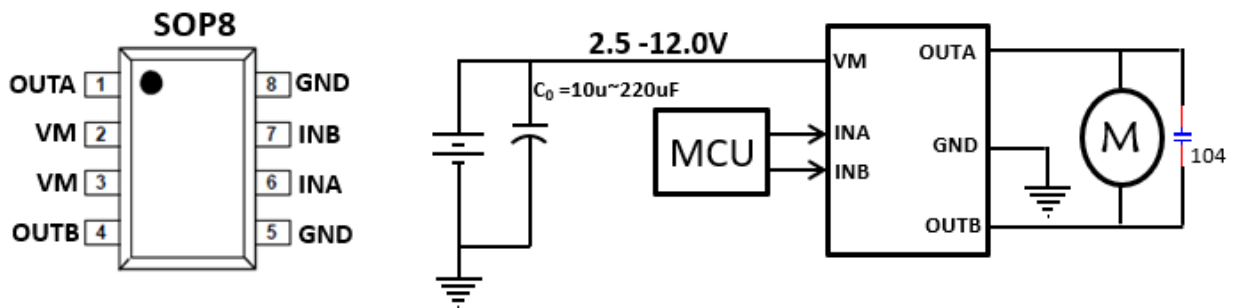 SOP8
OUTA 1 8 GND
VM 2 7 INB
VM 3 6 INA
OUTB 4 5 GND
2.5 -12.0V
C₀ =10u~220uF
MCU
VM
INA
INB
OUTA
GND
OUTB
M
104